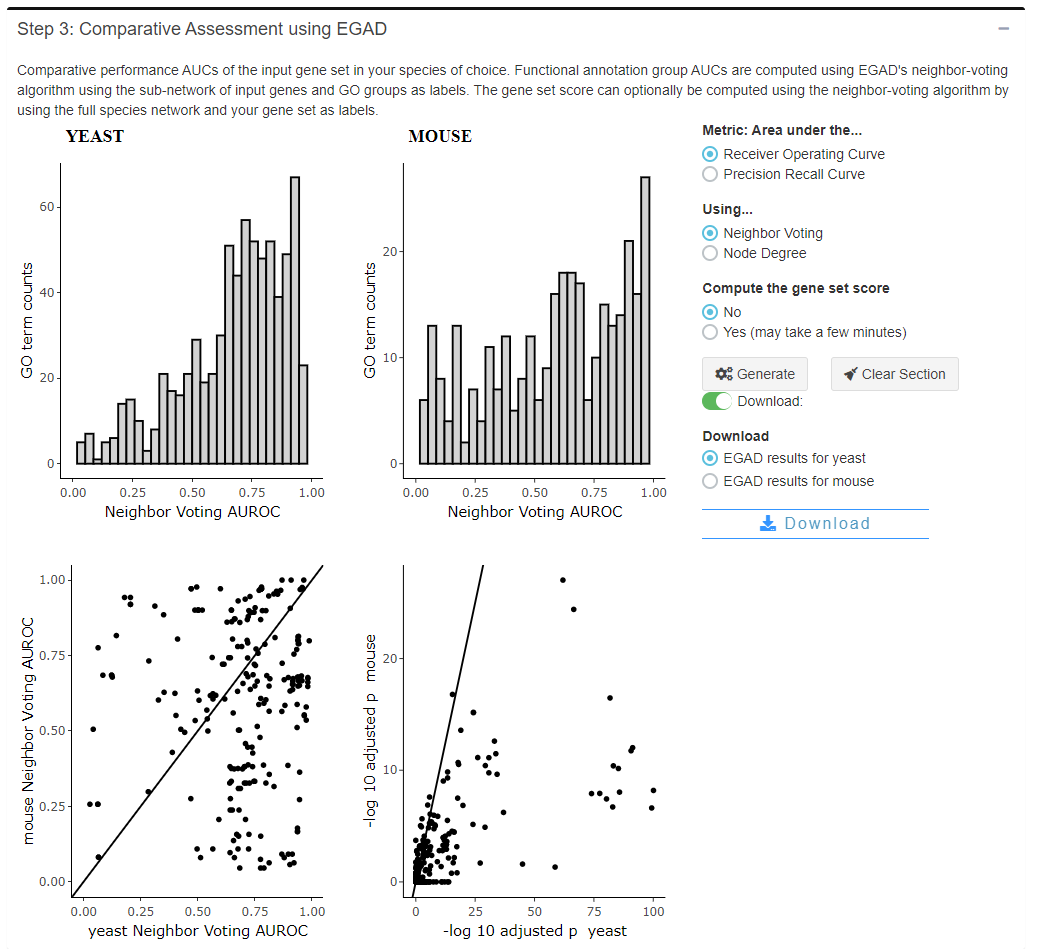 Step 3: Comparative Assessment using EGAD
Comparative performance AUCs of the input gene set in your species of choice. Functional annotation group AUCs are computed using EGAD's neighbor-voting
algorithm using the sub-network of input genes and GO groups as labels. The gene set score can optionally be computed using the neighbor-voting algorithm by
using the full species network and your gene set as labels.
YEAST
60
40
20
0
GO term counts
0.00 0.25 0.50 0.75 1.00
Neighbor Voting AUROC
MOUSE
20
10
0
GO term counts
0.00 0.25 0.50 0.75 1.00
Neighbor Voting AUROC
Metric: Area under the...
Receiver Operating Curve
Precision Recall Curve
Using...
Neighbor Voting
Node Degree
Compute the gene set score
No
Yes (may take a few minutes)
Generate
Clear Section
Download:
Download
EGAD results for yeast
EGAD results for mouse
Download
1.00
0.75
0.50
0.25
0.00
mouse Neighbor Voting AUROC
0.00 0.25 0.50 0.75 1.00
yeast Neighbor Voting AUROC
20
10
0
-log 10 adjusted p mouse
0 25 50 75 100
-log 10 adjusted p yeast